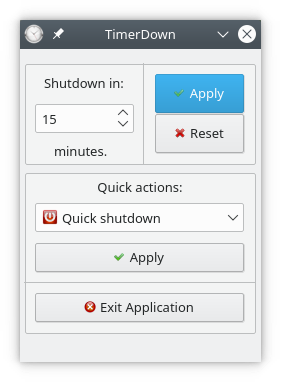 TimerDown
Shutdown in:
15
minutes.
Apply
Reset
Quick actions:
Quick shutdown
Apply
Exit Application